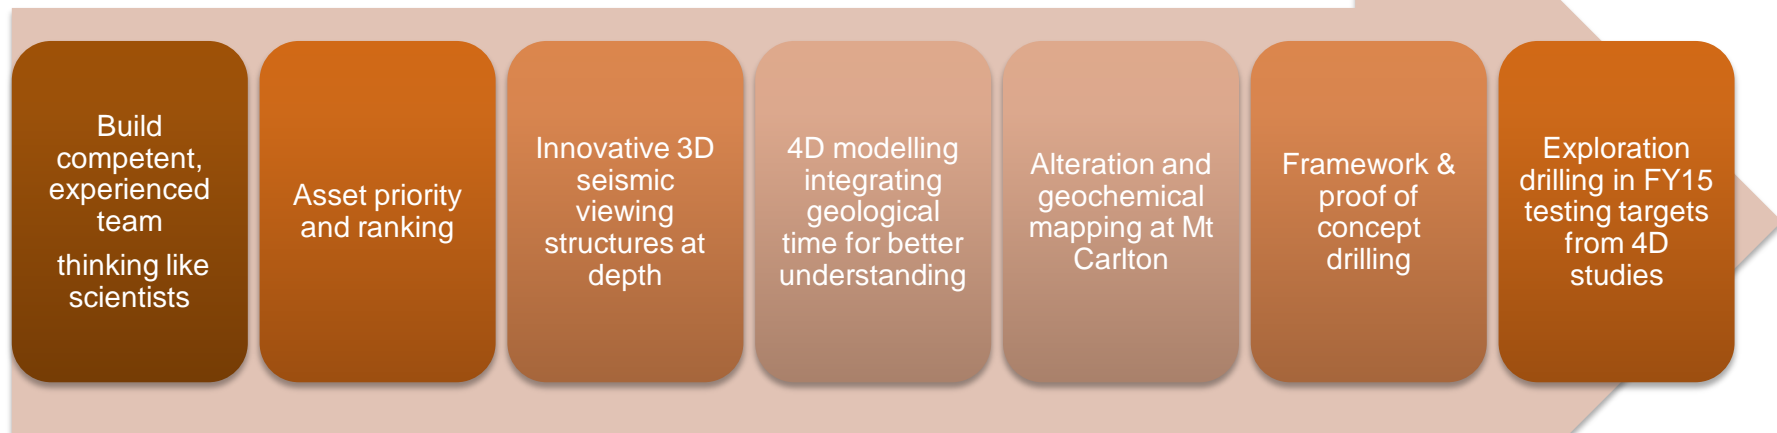 Build
competent,
experienced
team
thinking like
scientists
Asset priority
and ranking
Innovative 3D
seismic
viewing
structures at
depth
4D modelling
integrating
geological
time for better
understanding
Alteration and
geochemical
mapping at Mt
Carlton
Framework &
proof of
concept
drilling
Exploration
drilling in FY15
testing targets
from 4D
studies